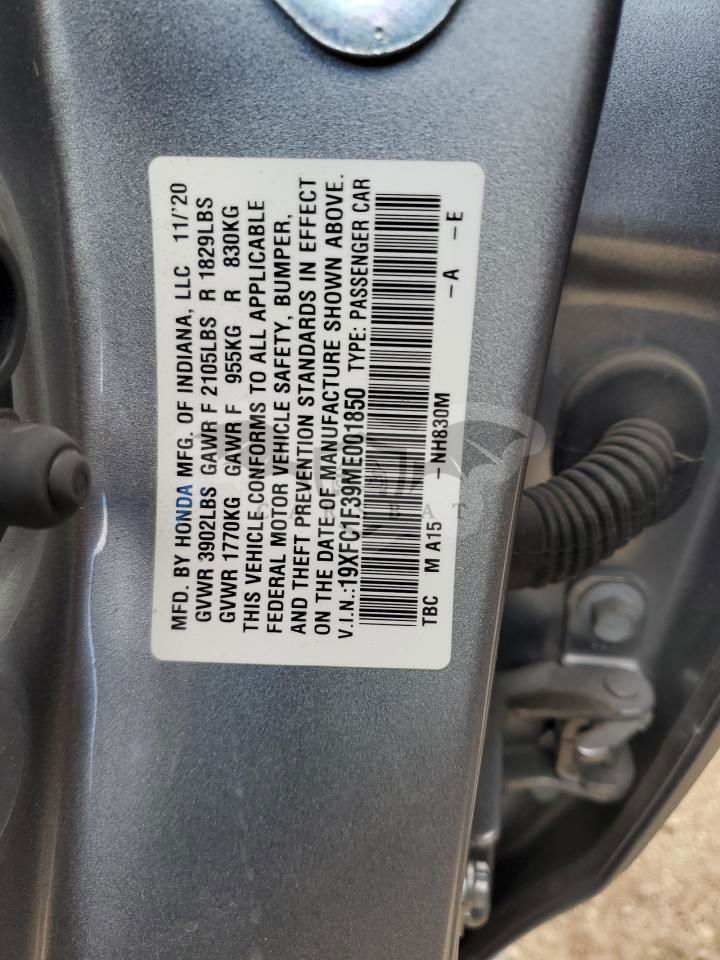 MFD. BY HONDA MFG. OF INDIANA, LLC 11/'20
GVWR 3902LBS GAWR F 2105LBS R 1829LBS
GVWR 1770KG GAWR F 955KG R 830KG
THIS VEHICLE CONFORMS TO ALL APPLICABLE
FEDERAL MOTOR VEHICLE SAFETY, BUMPER,
AND THEFT PREVENTION STANDARDS IN EFFECT
ON THE DATE OF MANUFACTURE SHOWN ABOVE.
V.I.N.:19XFC1F39ME001850 TYPE: PASSENGER CAR
TBC M A15 -NH830M -A -E
CARSBAT